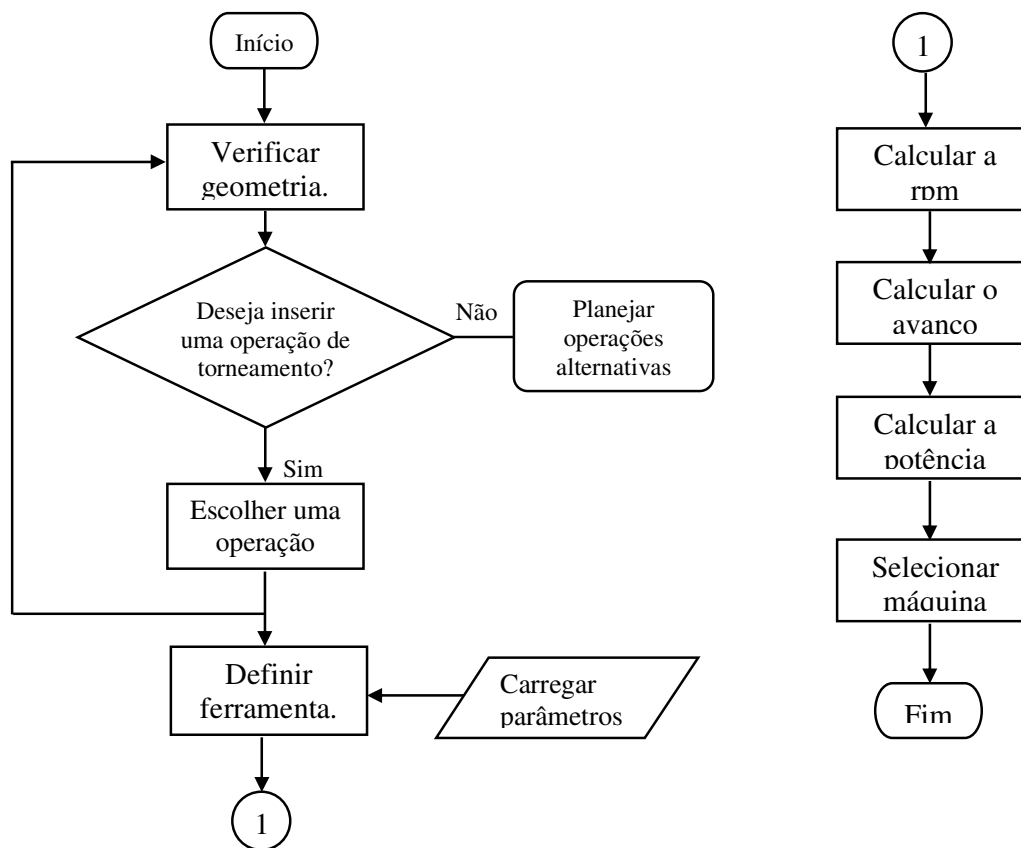 Início
Verificar
geometria.
Deseja inserir
uma operação de
torneamento?
Não
Planejar
operações
alternativas
Sim
Escolher uma
operação
Definir
ferramenta.
Carregar
parâmetros
1
1
Calcular a
rpm
Calcular o
avanco
Calcular a
potência
Selecionar
máquina
Fim